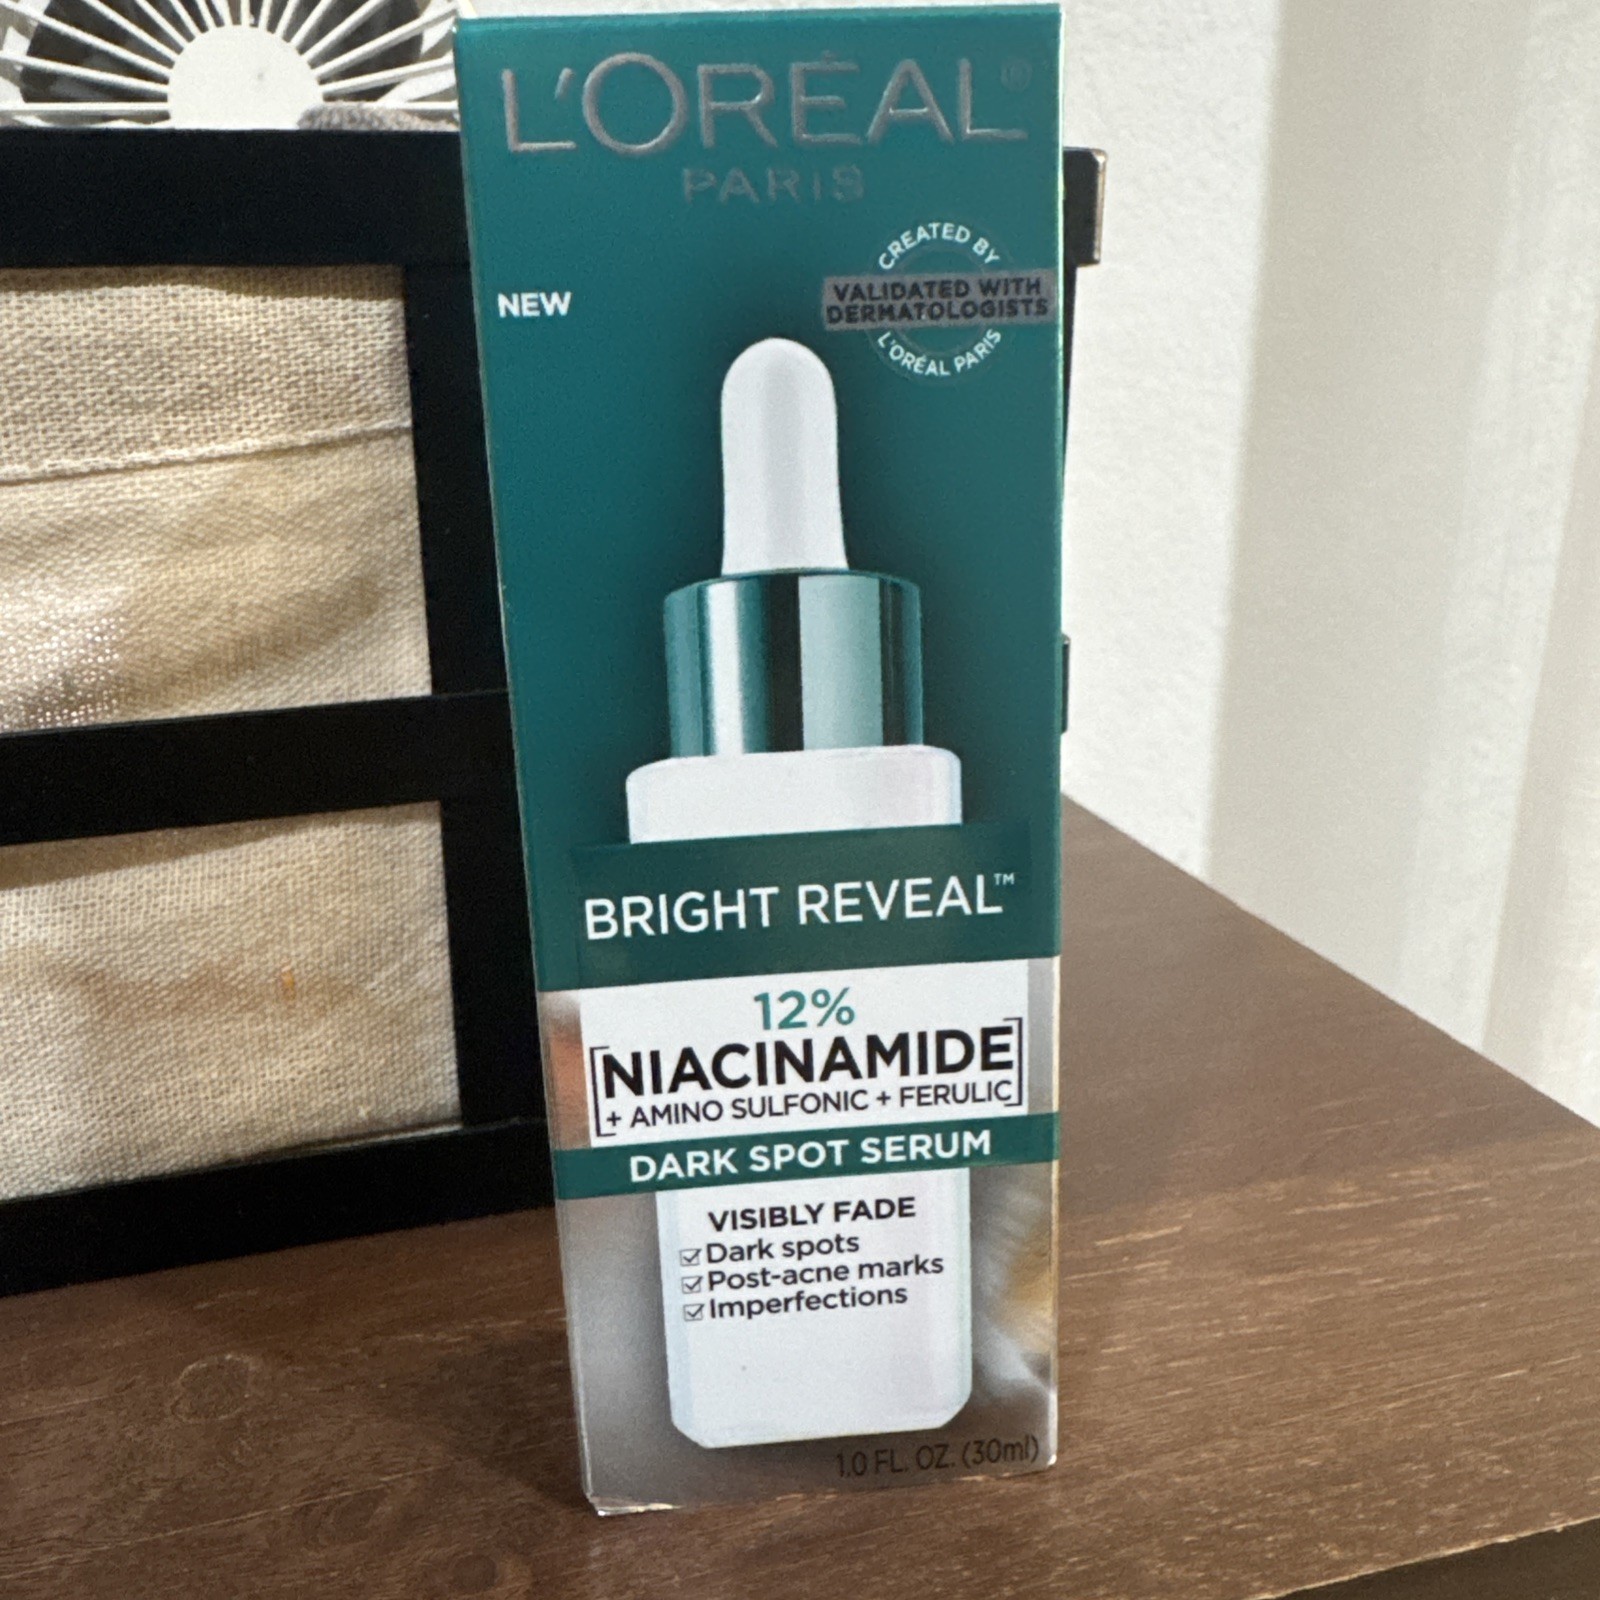 L'ORÉAL®
PARIS
CREATED BY
VALIDATED WITH
DERMATOLOGISTS
L'ORÉAL PARIS
NEW
BRIGHT REVEAL™
12%
[NIACINAMIDE
+ AMINO SULFONIC + FERULIC]
DARK SPOT SERUM
VISIBLY FADE
☑ Dark spots
☑ Post-acne marks
☑ Imperfections
1.0 FL. OZ. (30ml)